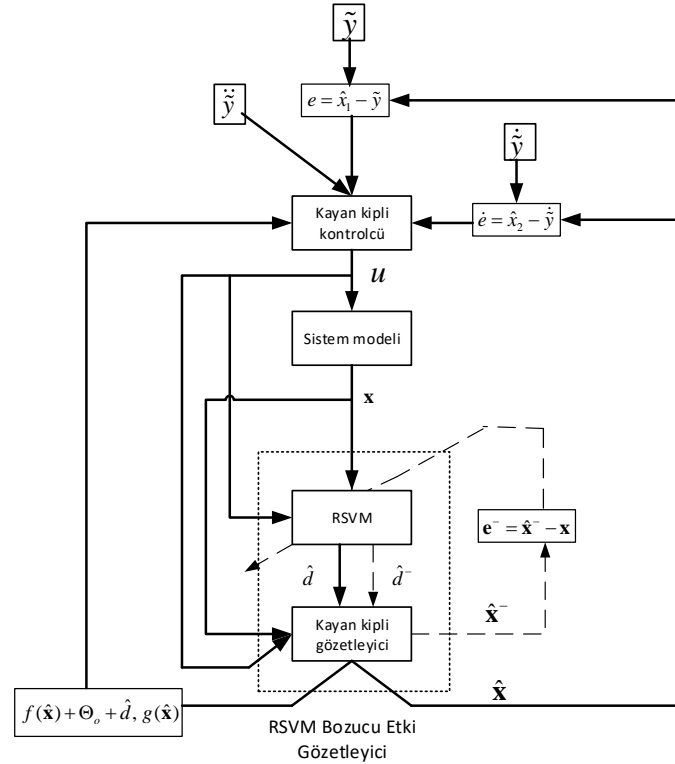 ỹ
e = x̂₁ − ỹ
ỹ̈
ỹ̇
Kayan kipli
kontrolcü
ė = x̂₂ − ỹ̇
u
Sistem modeli
x
RSVM
e⁻ = x̂⁻ − x
d̂
d̂⁻
Kayan kipli
gözetleyici
x̂⁻
x̂
f(x̂) + Θₒ + d̂, g(x̂)
RSVM Bozucu Etki
Gözetleyici